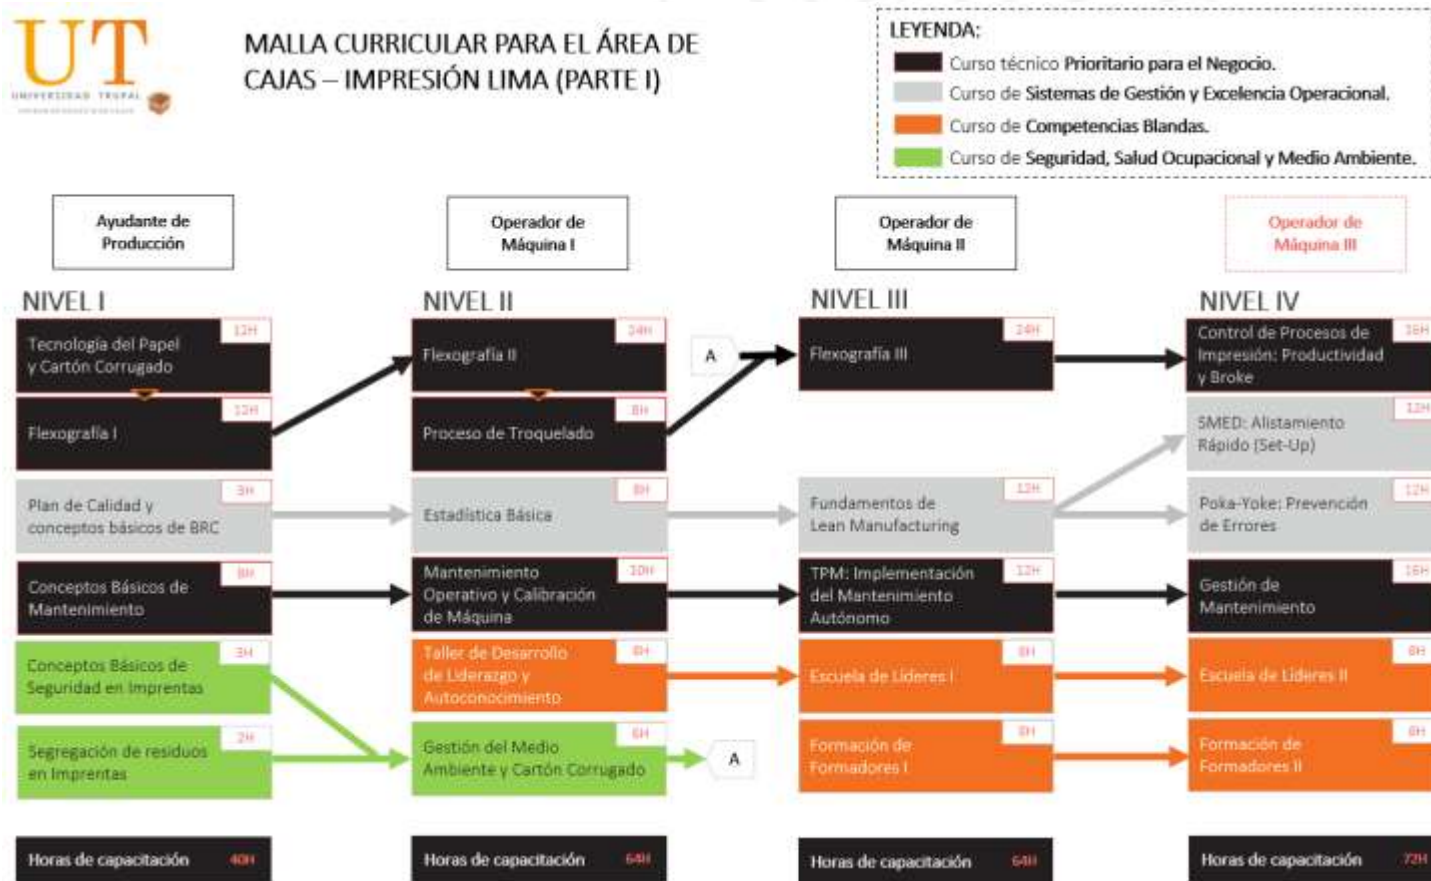 UT
UNIVERSIDAD TRUPAL
MALLA CURRICULAR PARA EL ÁREA DE
CAJAS – IMPRESIÓN LIMA (PARTE I)
LEYENDA:
Curso técnico Prioritario para el Negocio.
Curso de Sistemas de Gestión y Excelencia Operacional.
Curso de Competencias Blandas.
Curso de Seguridad, Salud Ocupacional y Medio Ambiente.
Ayudante de
Producción
Operador de
Máquina I
Operador de
Máquina II
Operador de
Máquina III
NIVEL I
Tecnología del Papel
y Cartón Corrugado
12H
Flexografía I
12H
Plan de Calidad y
conceptos básicos de BRC
3H
Conceptos Básicos de
Mantenimiento
8H
Conceptos Básicos de
Seguridad en Imprentas
3H
Segregación de residuos
en Imprentas
2H
Horas de capacitación 40H
NIVEL II
Flexografía II
24H
Proceso de Troquelado
8H
Estadística Básica
8H
Mantenimiento
Operativo y Calibración
de Máquina
10H
Taller de Desarrollo
de Liderazgo y
Autoconocimiento
8H
Gestión del Medio
Ambiente y Cartón Corrugado
6H
A
Horas de capacitación 64H
A
NIVEL III
Flexografía III
24H
Fundamentos de
Lean Manufacturing
12H
TPM: Implementación
del Mantenimiento
Autónomo
12H
Escuela de Líderes I
8H
Formación de
Formadores I
8H
Horas de capacitación 64H
NIVEL IV
Control de Procesos de
Impresión: Productividad
y Broke
16H
SMED: Alistamiento
Rápido (Set-Up)
12H
Poka-Yoke: Prevención
de Errores
12H
Gestión de
Mantenimiento
16H
Escuela de Líderes II
8H
Formación de
Formadores II
8H
Horas de capacitación 72H